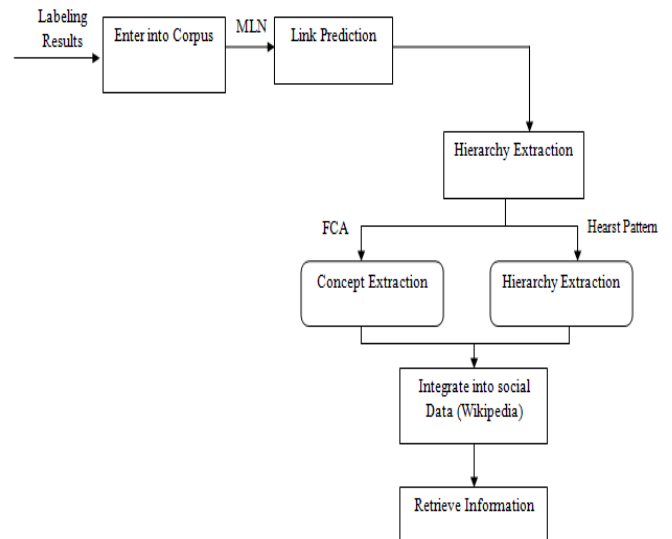 Labeling
Results
Enter into Corpus
MLN
Link Prediction
Hierarchy Extraction
FCA
Hearst Pattern
Concept Extraction
Hierarchy Extraction
Integrate into social
Data (Wikipedia)
Retrieve Information